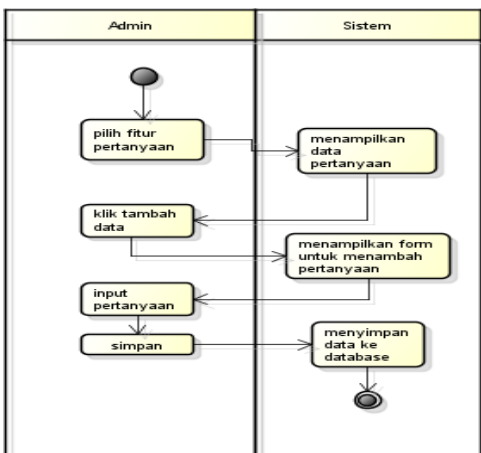 Admin
Sistem
pilih fitur
pertanyaan
menampilkan
data
pertanyaan
klik tambah
data
menampilkan form
untuk menambah
pertanyaan
input
pertanyaan
simpan
menyimpan
data ke
database